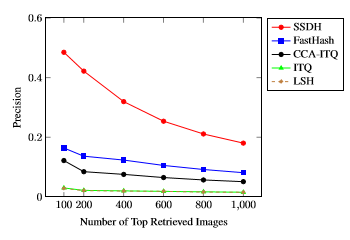 0.6
0.4
0.2
0
Precision
100 200 400 600 800 1,000
Number of Top Retrieved Images
SSDH
FastHash
CCA-ITQ
ITQ
LSH